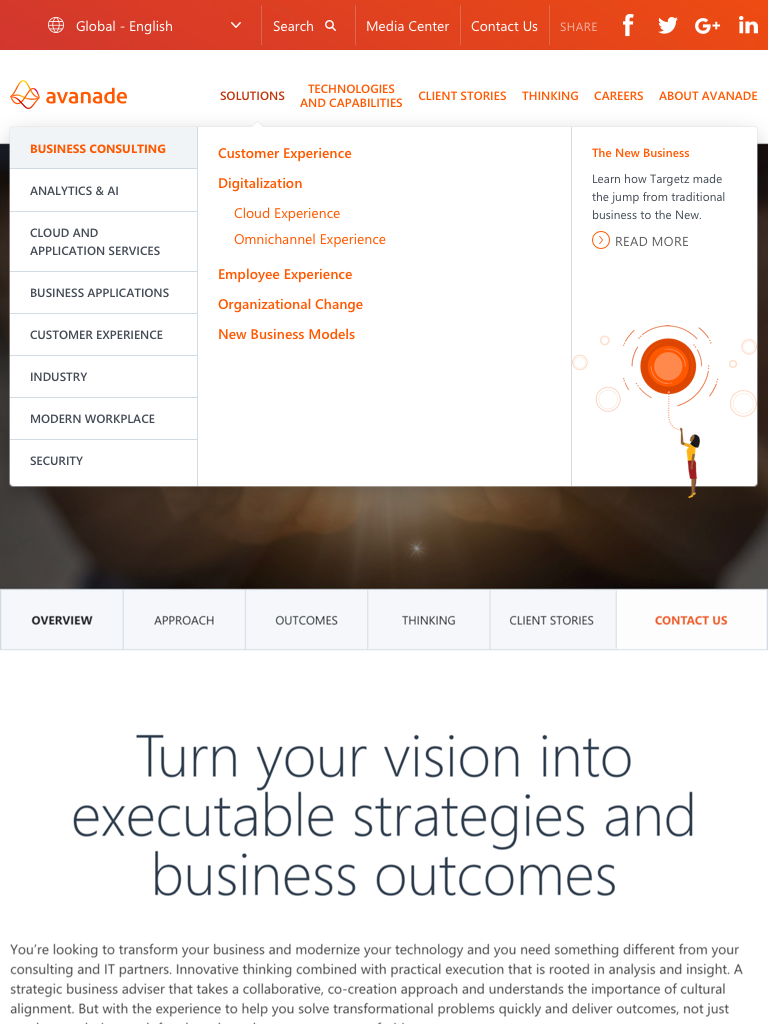 Global - English
Search
Media Center
Contact Us
SHARE
avanade
SOLUTIONS
TECHNOLOGIES
AND CAPABILITIES
CLIENT STORIES
THINKING
CAREERS
ABOUT AVANADE
BUSINESS CONSULTING
ANALYTICS & AI
CLOUD AND
APPLICATION SERVICES
BUSINESS APPLICATIONS
CUSTOMER EXPERIENCE
INDUSTRY
MODERN WORKPLACE
SECURITY
Customer Experience
Digitalization
Cloud Experience
Omnichannel Experience
Employee Experience
Organizational Change
New Business Models
The New Business
Learn how Targetz made
the jump from traditional
business to the New.
READ MORE
OVERVIEW
APPROACH
OUTCOMES
THINKING
CLIENT STORIES
CONTACT US
Turn your vision into
executable strategies and
business outcomes
You’re looking to transform your business and modernize your technology and you need something different from your
consulting and IT partners. Innovative thinking combined with practical execution that is rooted in analysis and insight. A
strategic business adviser that takes a collaborative, co-creation approach and understands the importance of cultural
alignment. But with the experience to help you solve transformational problems quickly and deliver outcomes, not just